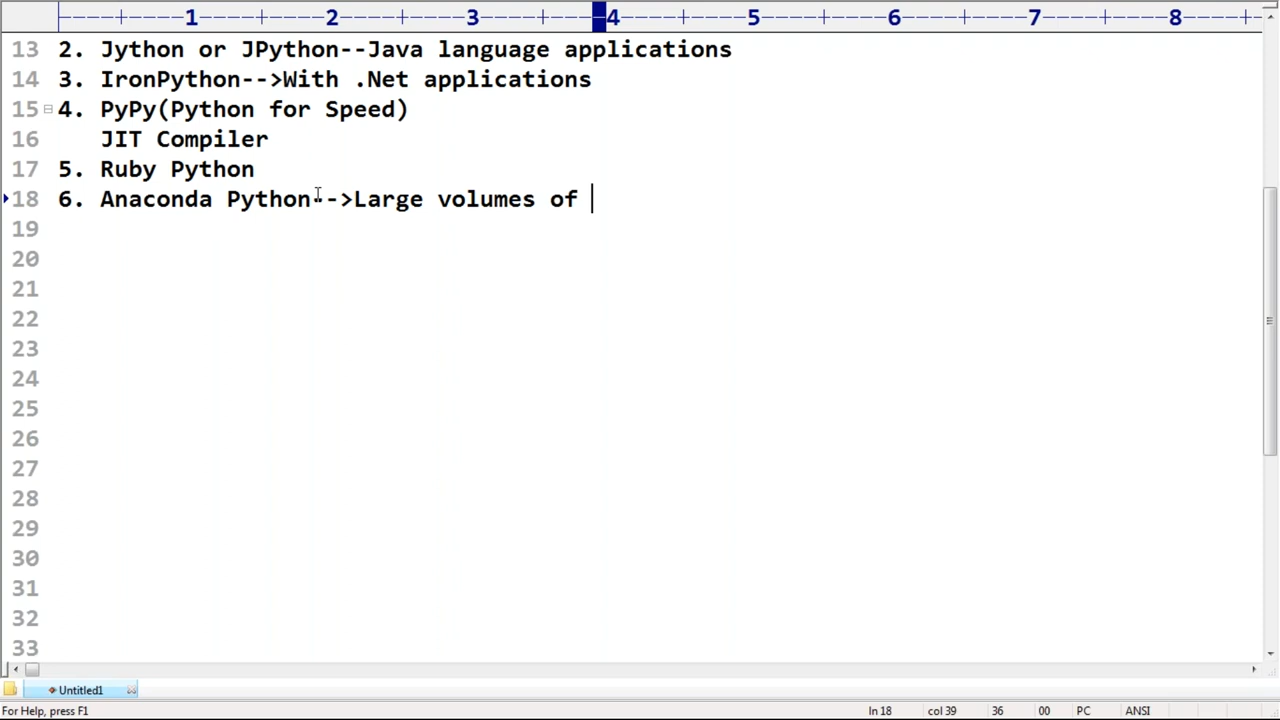 ----+----1----+----2----+----3----+----4----+----5----+----6----+----7----+----8----+-
13 2. Jython or JPython--Java language applications
14 3. IronPython-->With .Net applications
15 4. PyPy(Python for Speed)
16 JIT Compiler
17 5. Ruby Python
18 6. Anaconda Python-->Large volumes of
19
20
21
22
23
24
25
26
27
28
29
30
31
32
33
Untitled1
For Help, press F1 ln 18 col 39 36 00 PC ANSI